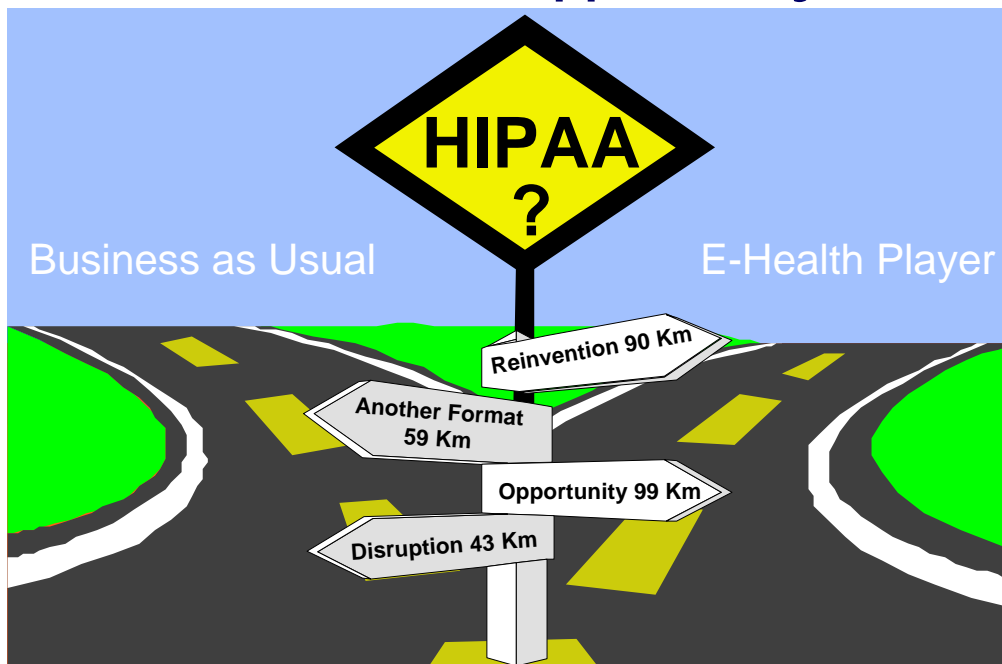 HIPAA
?
Business as Usual
E-Health Player
Reinvention 90 Km
Another Format
59 Km
Opportunity 99 Km
Disruption 43 Km